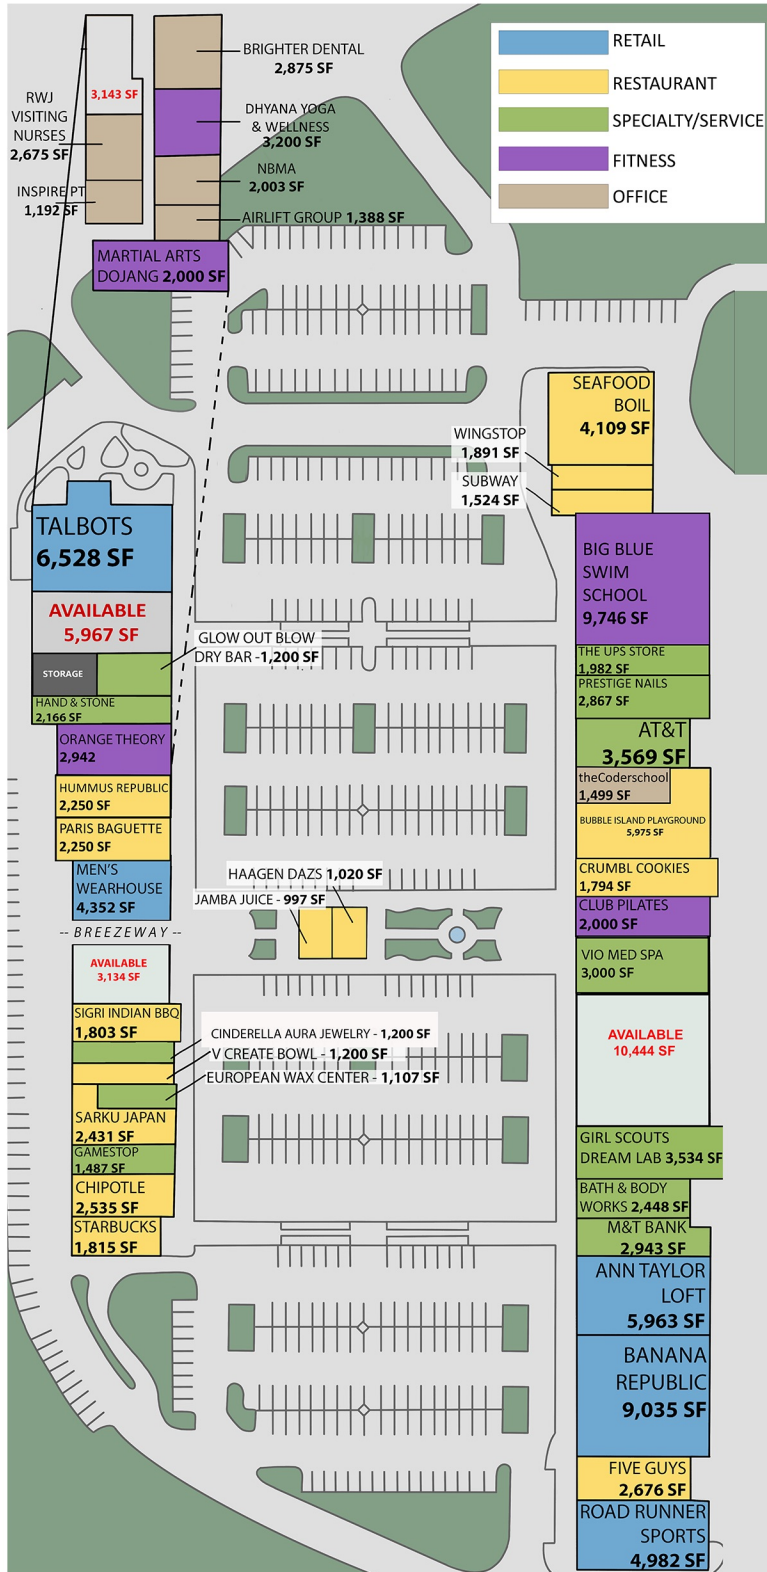 RETAIL
RESTAURANT
SPECIALTY/SERVICE
FITNESS
OFFICE
3,143 SF
RWJ
VISITING
NURSES
2,675 SF
INSPIRE PT
1,192 SF
BRIGHTER DENTAL
2,875 SF
DHYANA YOGA
& WELLNESS
3,200 SF
NBMA
2,003 SF
AIRLIFT GROUP 1,388 SF
MARTIAL ARTS
DOJANG 2,000 SF
TALBOTS
6,528 SF
AVAILABLE
5,967 SF
STORAGE
GLOW OUT BLOW
DRY BAR -1,200 SF
HAND & STONE
2,166 SF
ORANGE THEORY
2,942
HUMMUS REPUBLIC
2,250 SF
PARIS BAGUETTE
2,250 SF
MEN'S
WEARHOUSE
4,352 SF
-- BREEZEWAY --
AVAILABLE
3,134 SF
SIGRI INDIAN BBQ
1,803 SF
CINDERELLA AURA JEWELRY - 1,200 SF
V CREATE BOWL - 1,200 SF
EUROPEAN WAX CENTER - 1,107 SF
SARKU JAPAN
2,431 SF
GAMESTOP
1,487 SF
CHIPOTLE
2,535 SF
STARBUCKS
1,815 SF
HAAGEN DAZS 1,020 SF
JAMBA JUICE - 997 SF
SEAFOOD
BOIL
4,109 SF
WINGSTOP
1,891 SF
SUBWAY
1,524 SF
BIG BLUE
SWIM
SCHOOL
9,746 SF
THE UPS STORE
1,982 SF
PRESTIGE NAILS
2,867 SF
AT&T
3,569 SF
theCoderschool
1,499 SF
BUBBLE ISLAND PLAYGROUND
5,975 SF
CRUMBL COOKIES
1,794 SF
CLUB PILATES
2,000 SF
VIO MED SPA
3,000 SF
AVAILABLE
10,444 SF
GIRL SCOUTS
DREAM LAB 3,534 SF
BATH & BODY
WORKS 2,448 SF
M&T BANK
2,943 SF
ANN TAYLOR
LOFT
5,963 SF
BANANA
REPUBLIC
9,035 SF
FIVE GUYS
2,676 SF
ROAD RUNNER
SPORTS
4,982 SF